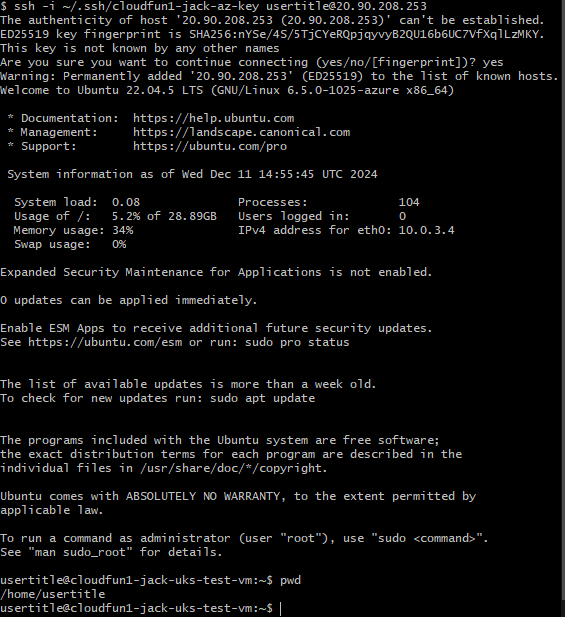 $ ssh -i ~/.ssh/cloudfun1-jack-az-key usertitle@20.90.208.253
The authenticity of host '20.90.208.253 (20.90.208.253)' can't be established.
ED25519 key fingerprint is SHA256:nYSe/4S/5TjCYeRQpjqyvyB2QU16b6UC7VfXqlLzMKY.
This key is not known by any other names
Are you sure you want to continue connecting (yes/no/[fingerprint])? yes
Warning: Permanently added '20.90.208.253' (ED25519) to the list of known hosts.
Welcome to Ubuntu 22.04.5 LTS (GNU/Linux 6.5.0-1025-azure x86_64)
* Documentation:  https://help.ubuntu.com
* Management:     https://landscape.canonical.com
* Support:        https://ubuntu.com/pro
System information as of Wed Dec 11 14:55:45 UTC 2024
System load:  0.08              Processes:             104
Usage of /:   5.2% of 28.89GB   Users logged in:       0
Memory usage: 34%               IPv4 address for eth0: 10.0.3.4
Swap usage:   0%
Expanded Security Maintenance for Applications is not enabled.
0 updates can be applied immediately.
Enable ESM Apps to receive additional future security updates.
See https://ubuntu.com/esm or run: sudo pro status
The list of available updates is more than a week old.
To check for new updates run: sudo apt update
The programs included with the Ubuntu system are free software;
the exact distribution terms for each program are described in the
individual files in /usr/share/doc/*/copyright.
Ubuntu comes with ABSOLUTELY NO WARRANTY, to the extent permitted by
applicable law.
To run a command as administrator (user "root"), use "sudo <command>".
See "man sudo_root" for details.
usertitle@cloudfun1-jack-uks-test-vm:~$ pwd
/home/usertitle
usertitle@cloudfun1-jack-uks-test-vm:~$